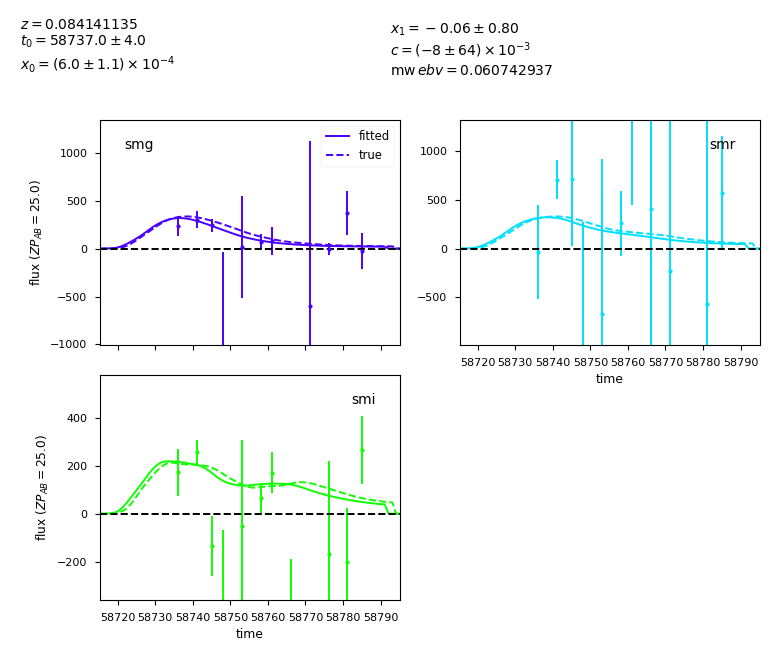 z = 0.084141135
t₀ = 58737.0 ± 4.0
x₀ = (6.0 ± 1.1) × 10⁻⁴
x₁ = − 0.06 ± 0.80
c = (−8 ± 64) × 10⁻³
mw ebv = 0.060742937
smg
fitted
true
1000
500
0
−500
−1000
flux (ZP_AB = 25.0)
smr
1000
500
0
−500
58720 58730 58740 58750 58760 58770 58780 58790
time
smi
400
200
0
−200
flux (ZP_AB = 25.0)
58720 58730 58740 58750 58760 58770 58780 58790
time